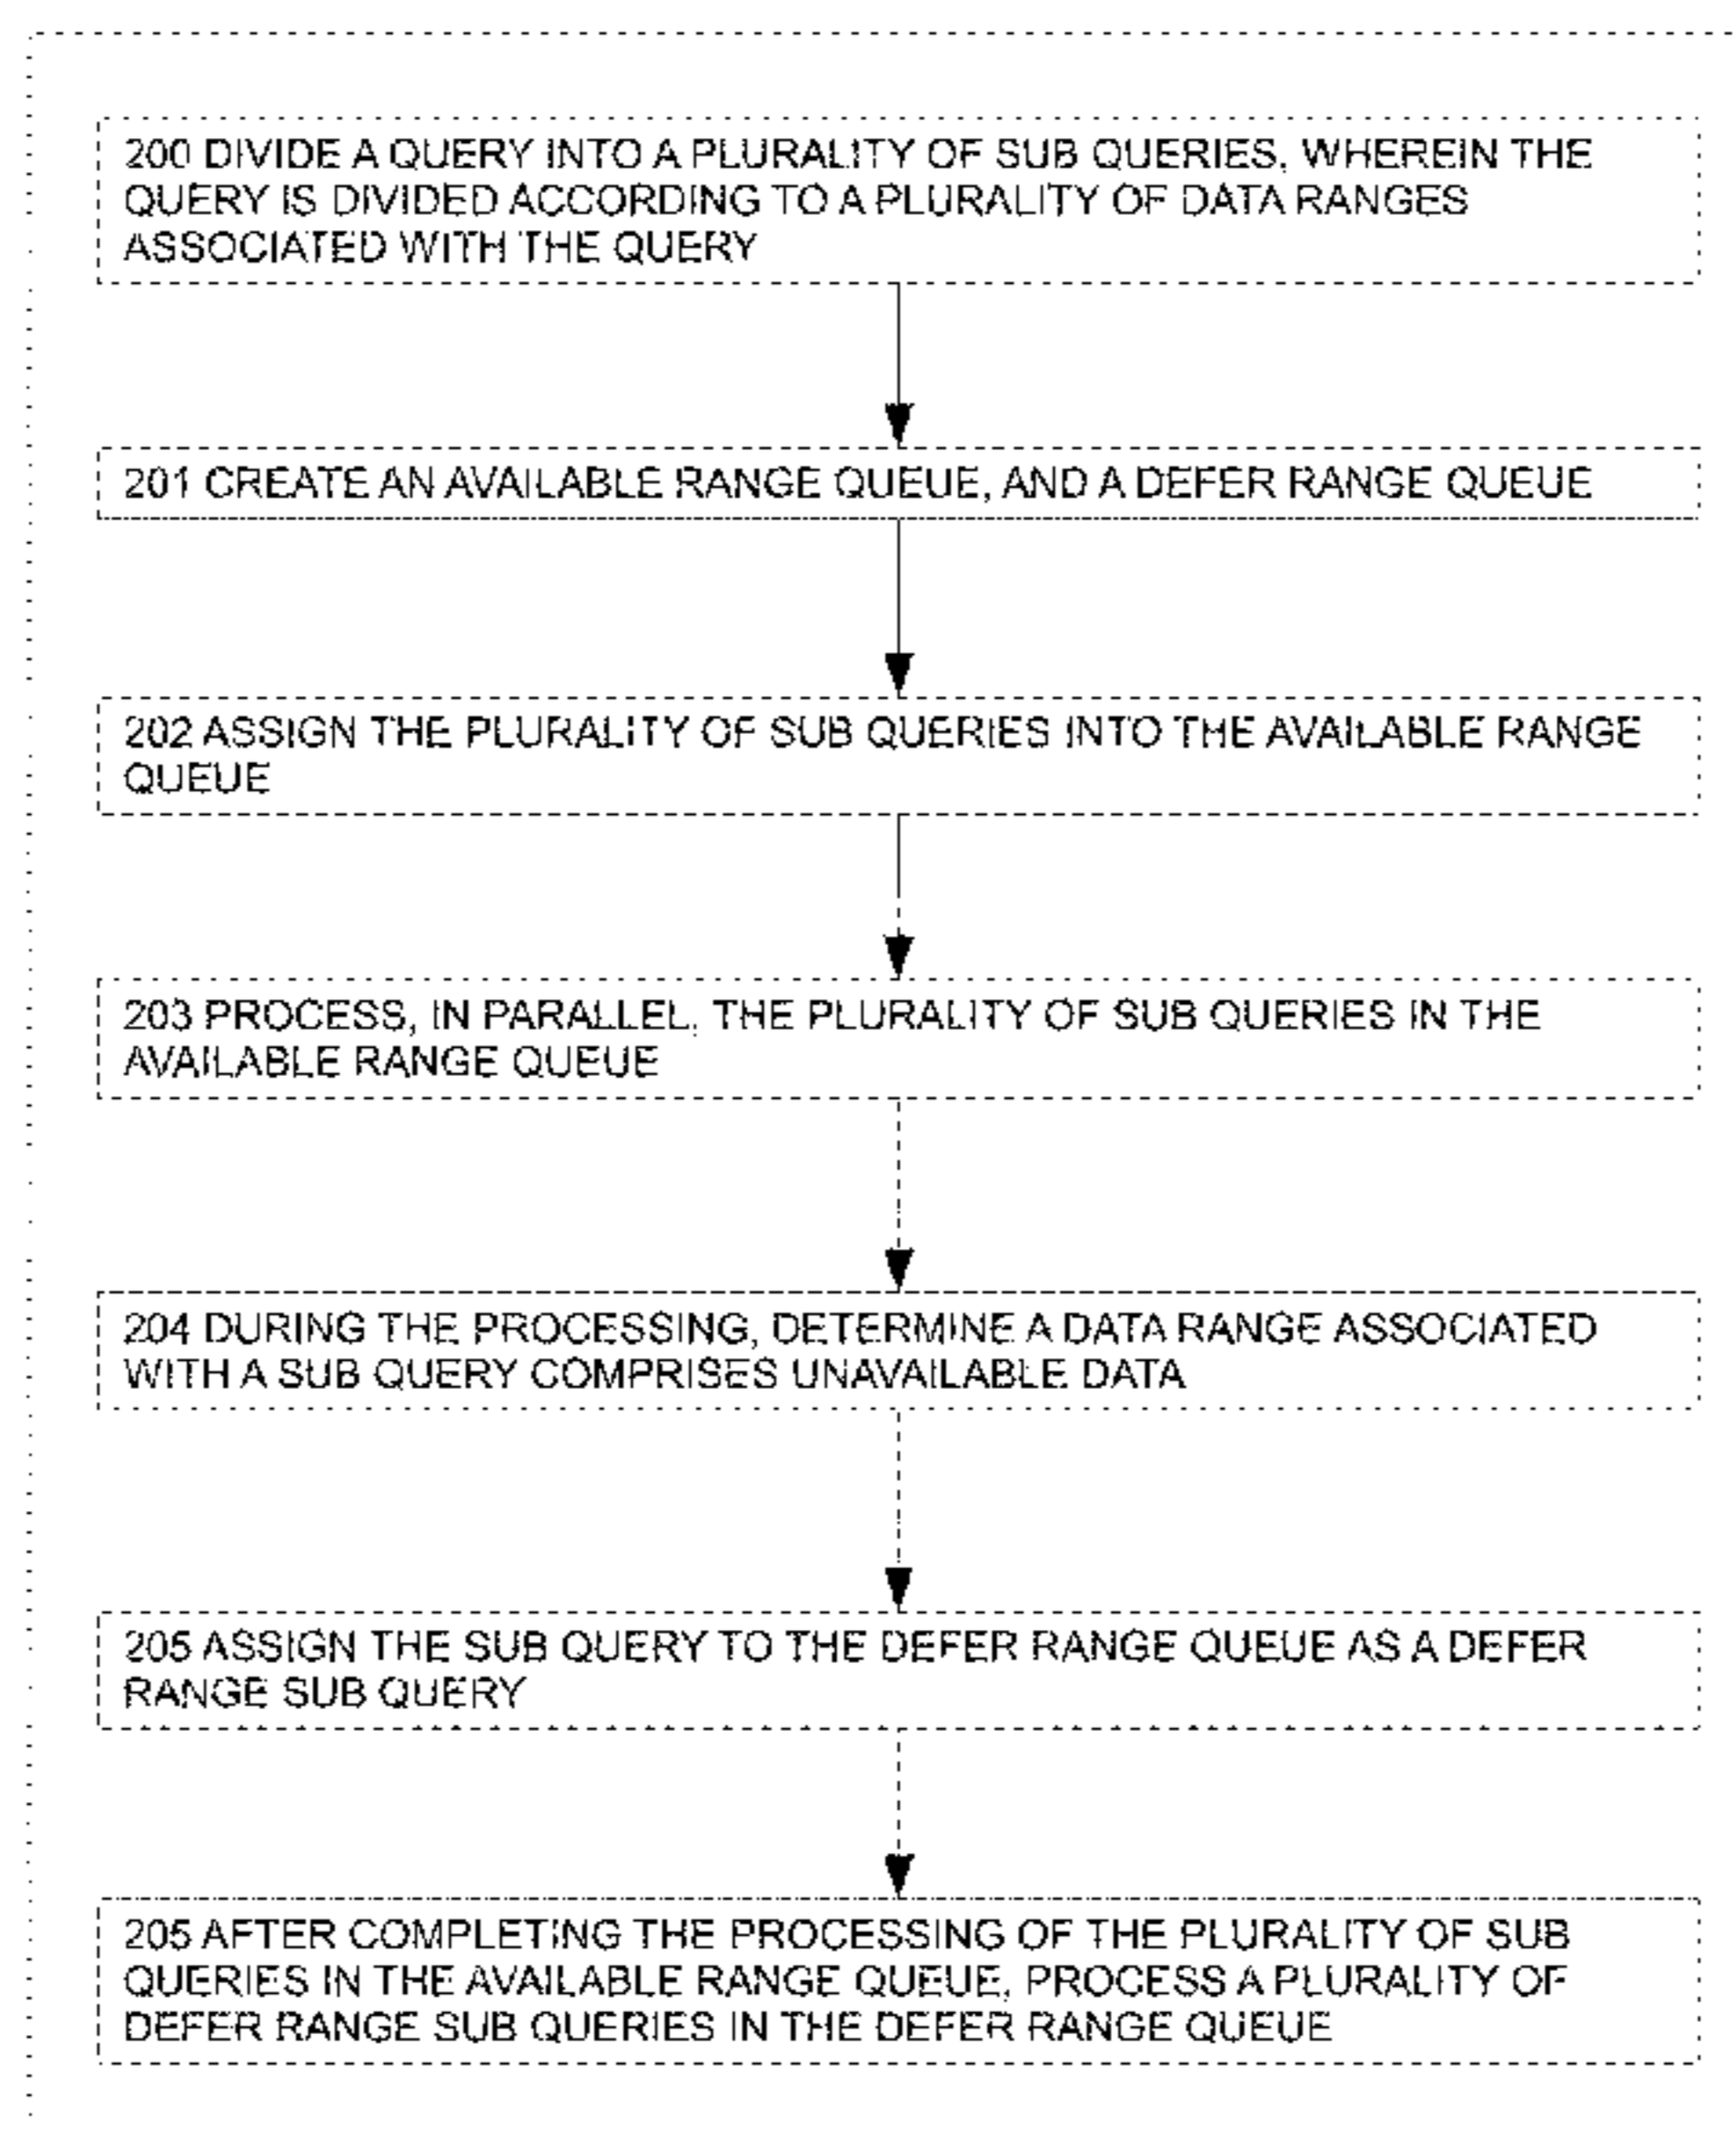 200 DIVIDE A QUERY INTO A PLURALITY OF SUB QUERIES, WHEREIN THE
QUERY IS DIVIDED ACCORDING TO A PLURALITY OF DATA RANGES
ASSOCIATED WITH THE QUERY
201 CREATE AN AVAILABLE RANGE QUEUE, AND A DEFER RANGE QUEUE
202 ASSIGN THE PLURALITY OF SUB QUERIES INTO THE AVAILABLE RANGE
QUEUE
203 PROCESS, IN PARALLEL, THE PLURALITY OF SUB QUERIES IN THE
AVAILABLE RANGE QUEUE
204 DURING THE PROCESSING, DETERMINE A DATA RANGE ASSOCIATED
WITH A SUB QUERY COMPRISES UNAVAILABLE DATA
205 ASSIGN THE SUB QUERY TO THE DEFER RANGE QUEUE AS A DEFER
RANGE SUB QUERY
205 AFTER COMPLETING THE PROCESSING OF THE PLURALITY OF SUB
QUERIES IN THE AVAILABLE RANGE QUEUE, PROCESS A PLURALITY OF
DEFER RANGE SUB QUERIES IN THE DEFER RANGE QUEUE